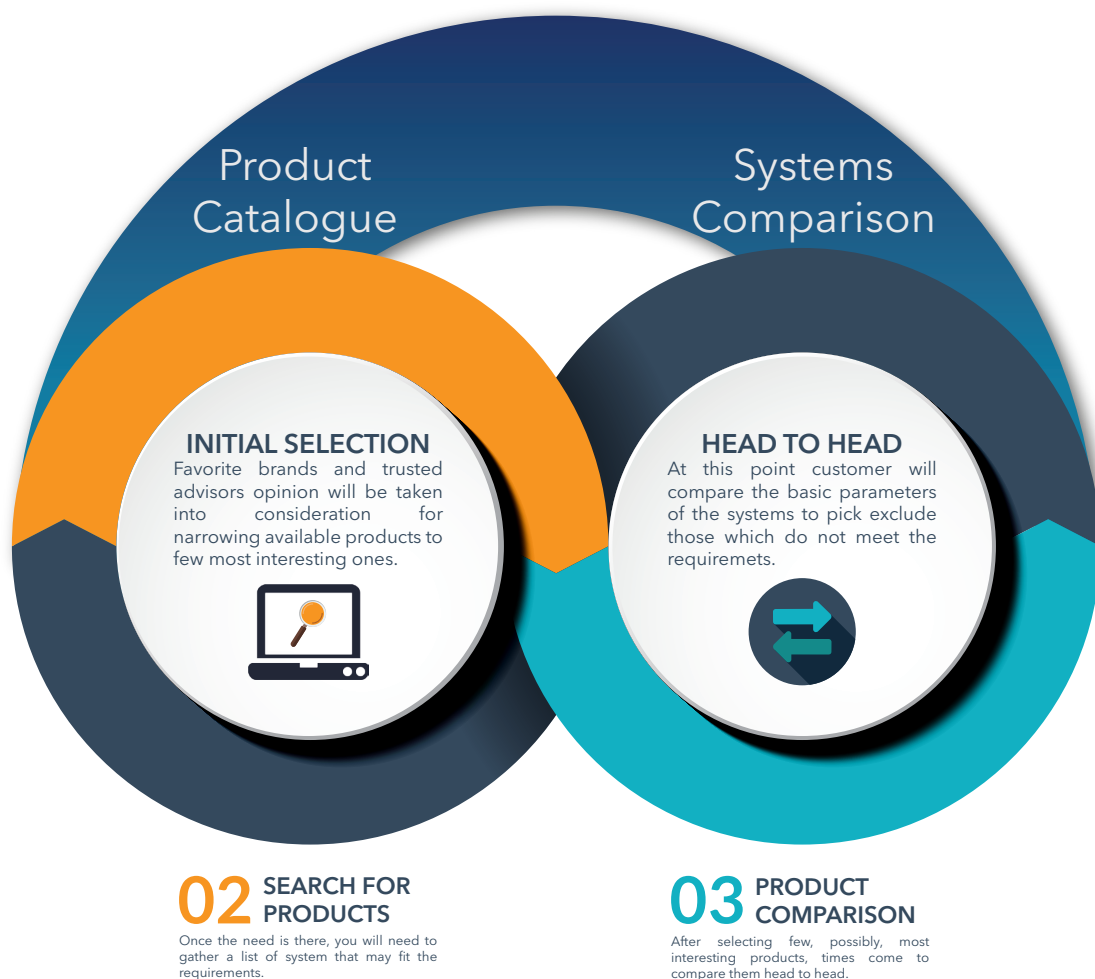 Product
Catalogue
Systems
Comparison
INITIAL SELECTION
Favorite brands and trusted
advisors opinion will be taken
into consideration for
narrowing available products to
few most interesting ones.
HEAD TO HEAD
At this point customer will
compare the basic parameters
of the systems to pick exclude
those which do not meet the
requiremets.
02 SEARCH FOR
PRODUCTS
Once the need is there, you will need to
gather a list of system that may fit the
requirements.
03 PRODUCT
COMPARISON
After selecting few, possibly, most
interesting products, times come to
compare them head to head.